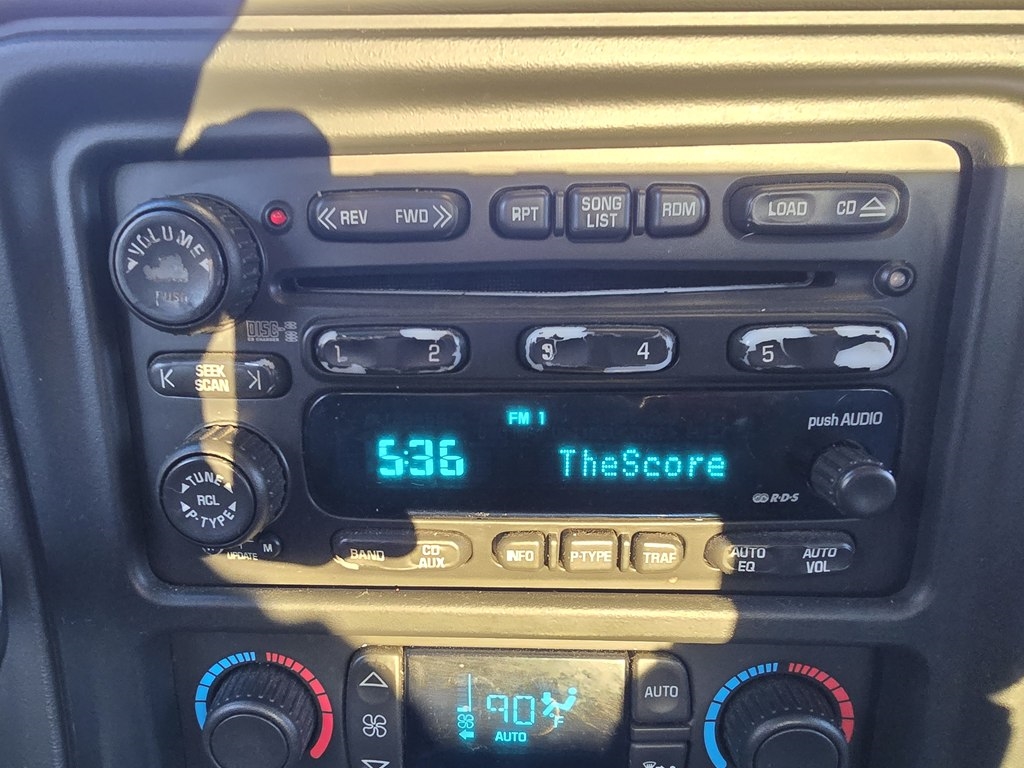 VOLUME
PUSH
REV FWD
RPT
SONG
LIST
RDM
LOAD CD
DISC
1 2
3 4
5
SEEK
SCAN
FM 1
push AUDIO
5:36
TheScore
TUNE
RCL
P-TYPE
R·D·S
M
UPDATE
BAND
CD
AUX
INFO
P-TYPE
TRAF
AUTO
EQ
AUTO
VOL
90
°F
AUTO
AUTO